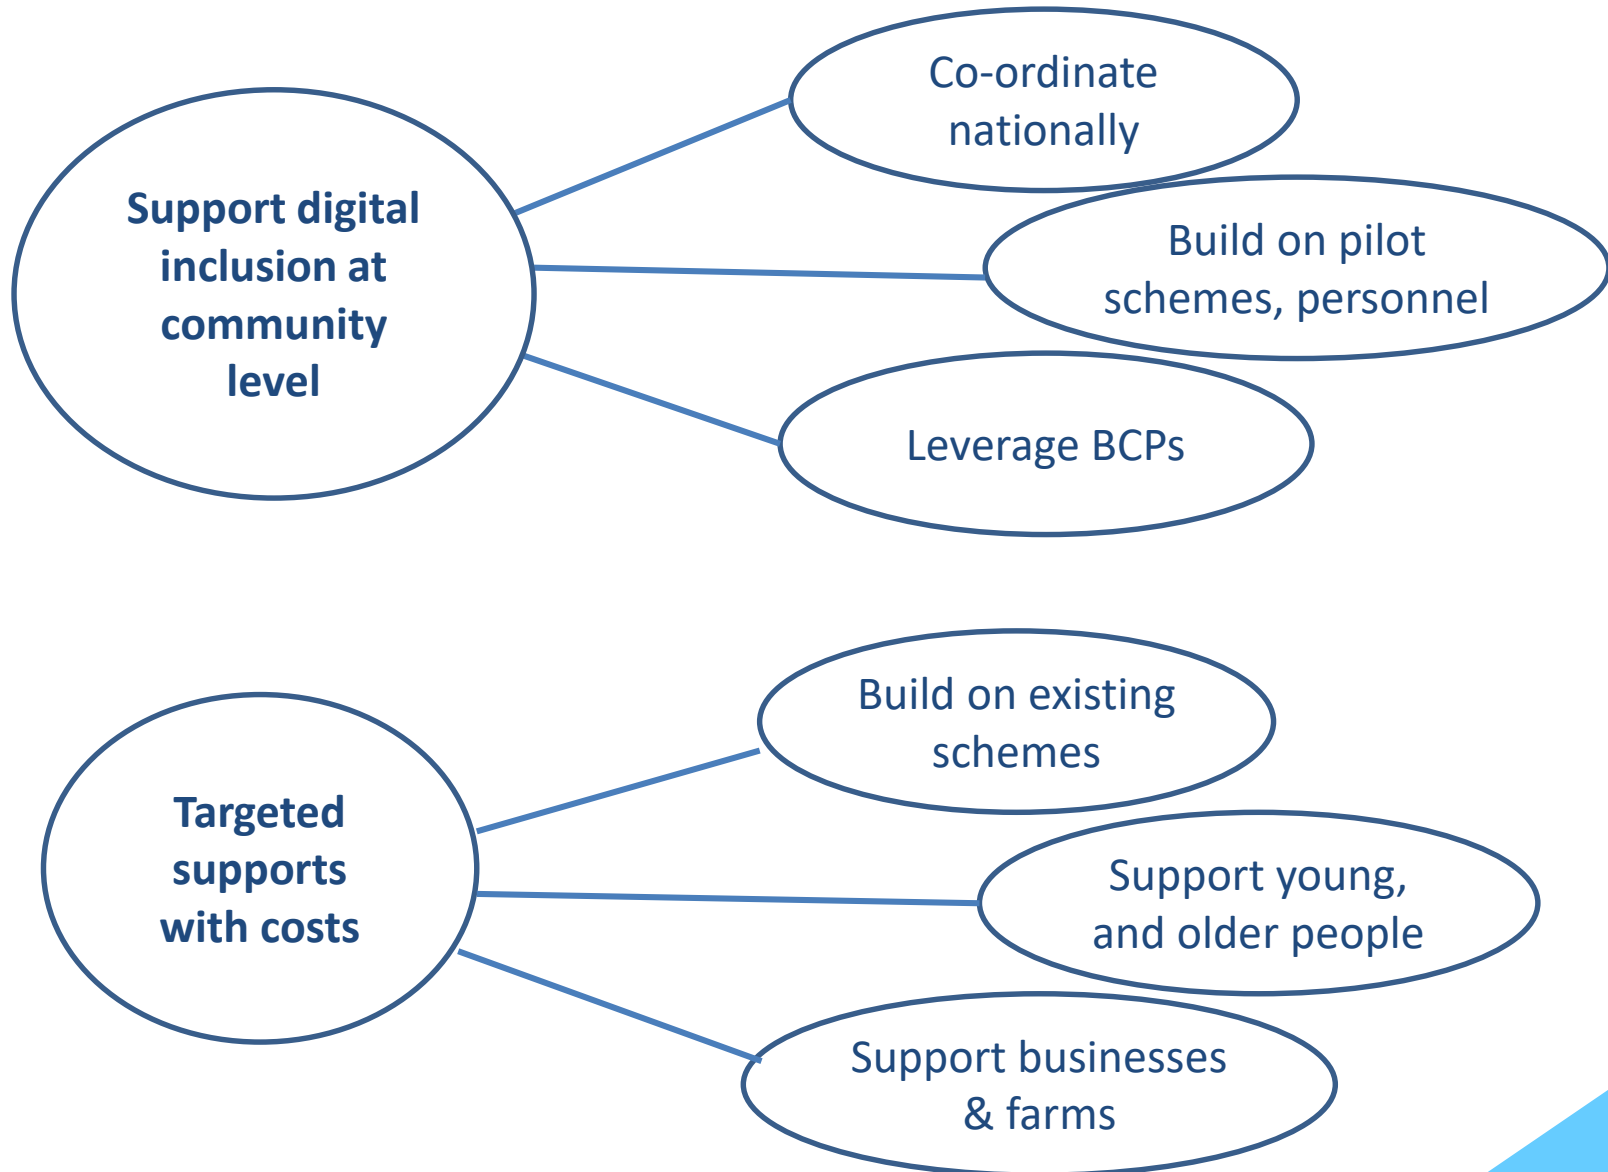 Support digital
inclusion at
community
level
Co-ordinate
nationally
Build on pilot
schemes, personnel
Leverage BCPs
Targeted
supports
with costs
Build on existing
schemes
Support young,
and older people
Support businesses
& farms